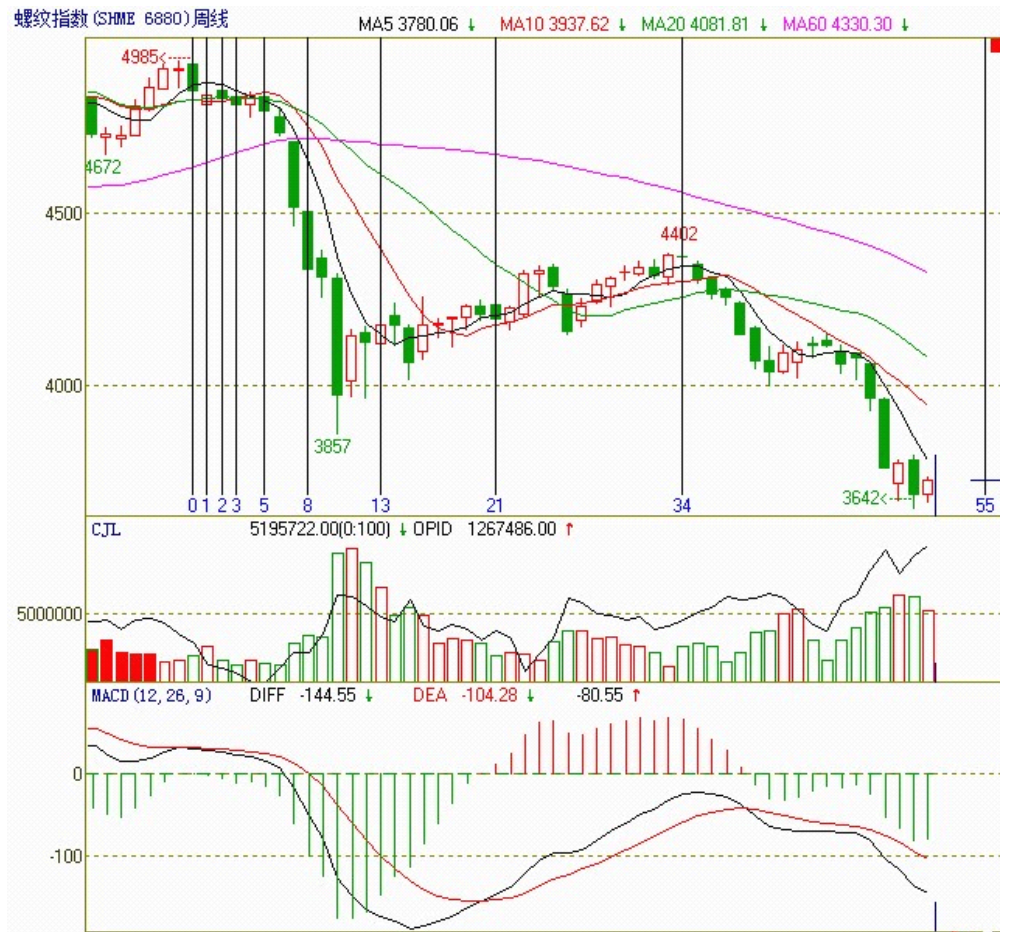 螺纹指数(SHME 6880)周线 MA5 3780.06 ↓ MA10 3937.62 ↓ MA20 4081.81 ↓ MA60 4330.30 ↓
4985
4672
4500
4402
4000
3857
3642
0 1 2 3 5 8 13 21 34 55
CJL 5195722.00(0:100) ↓ OPID 1267486.00 ↑
5000000
MACD(12,26,9) DIFF -144.55 ↓ DEA -104.28 ↓ -80.55 ↑
0
-100